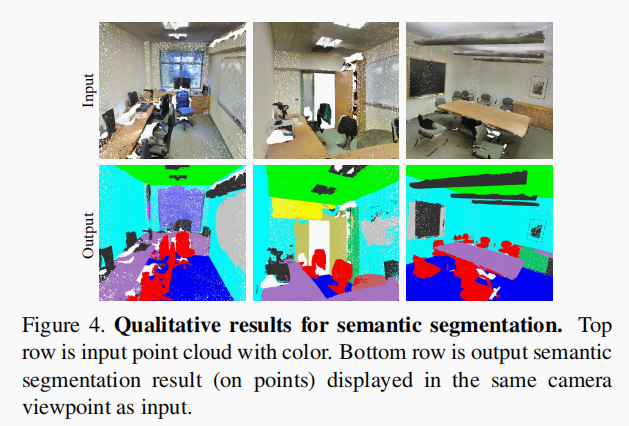 Input
Output
Figure 4. Qualitative results for semantic segmentation. Top
row is input point cloud with color. Bottom row is output semantic
segmentation result (on points) displayed in the same camera
viewpoint as input.